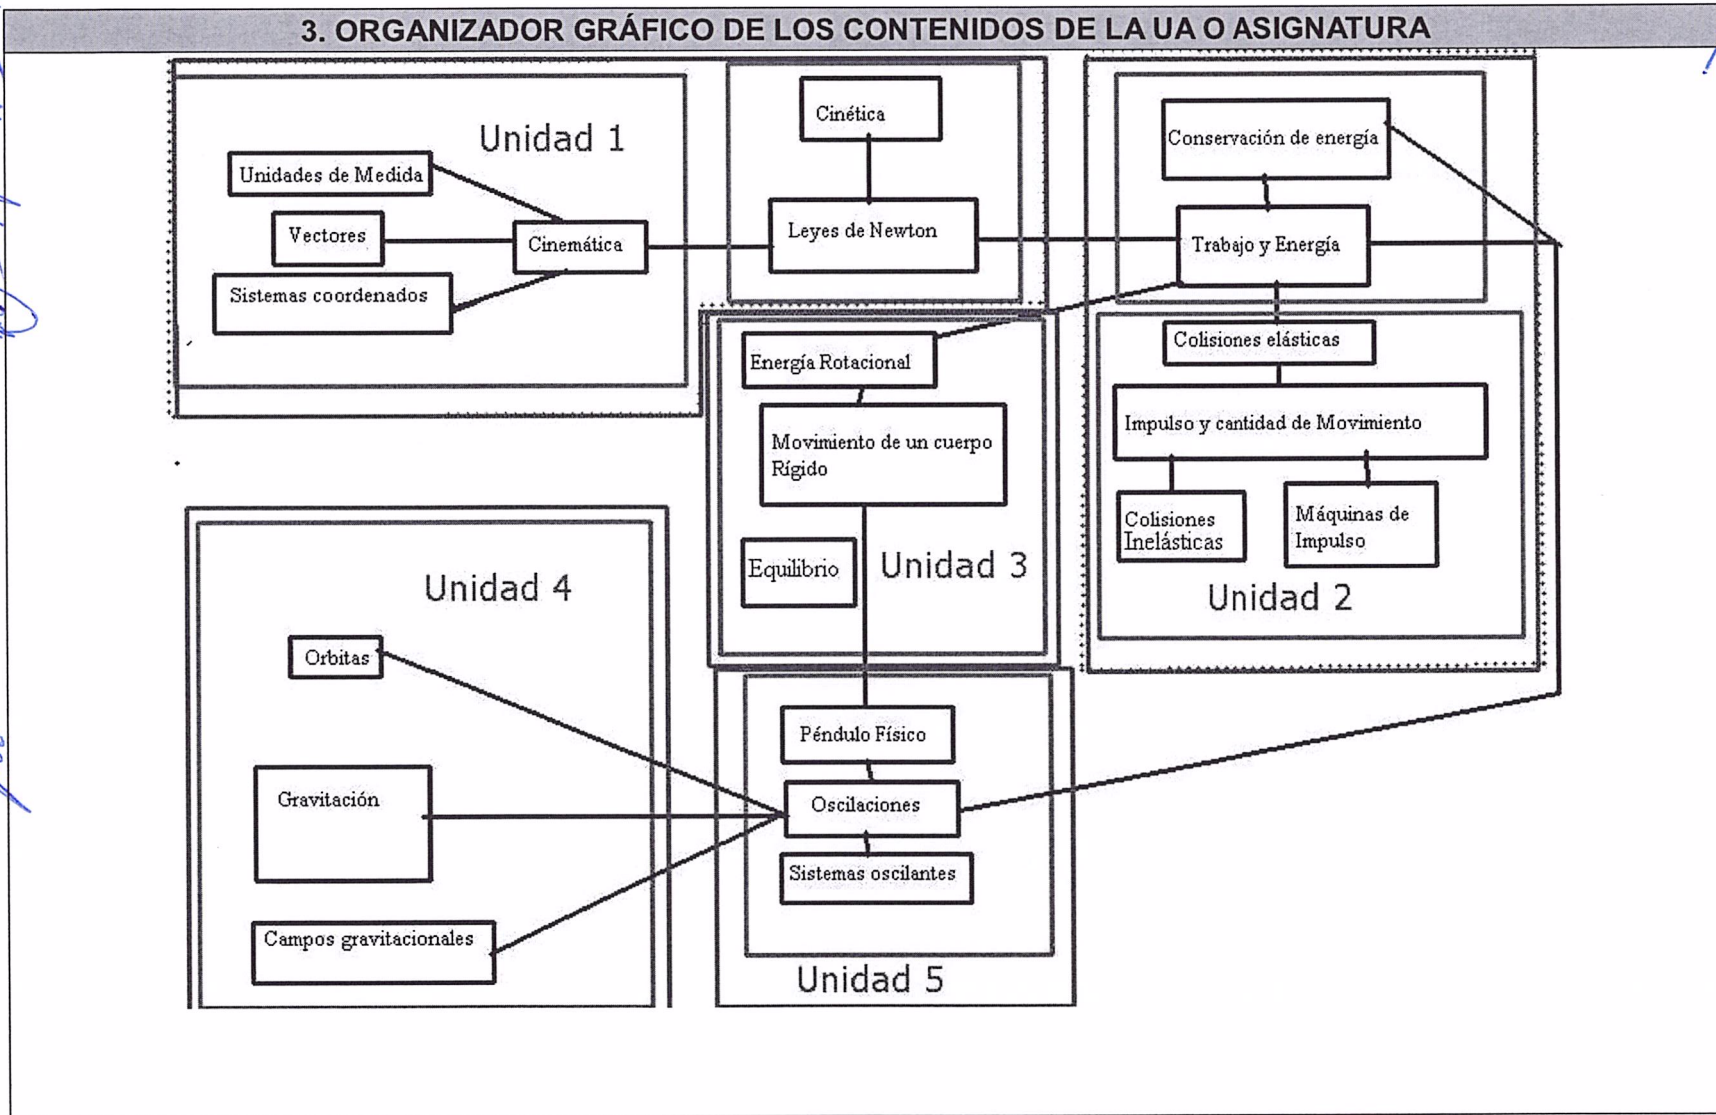 3. ORGANIZADOR GRÁFICO DE LOS CONTENIDOS DE LA UA O ASIGNATURA
Unidad 1
Unidades de Medida
Vectores
Cinemática
Sistemas coordenados
Cinética
Leyes de Newton
Conservación de energía
Trabajo y Energía
Colisiones elásticas
Impulso y cantidad de Movimiento
Colisiones
Inelásticas
Máquinas de
Impulso
Unidad 2
Energía Rotacional
Movimiento de un cuerpo
Rígido
Equilibrio
Unidad 3
Unidad 4
Orbitas
Gravitación
Campos gravitacionales
Péndulo Físico
Oscilaciones
Sistemas oscilantes
Unidad 5